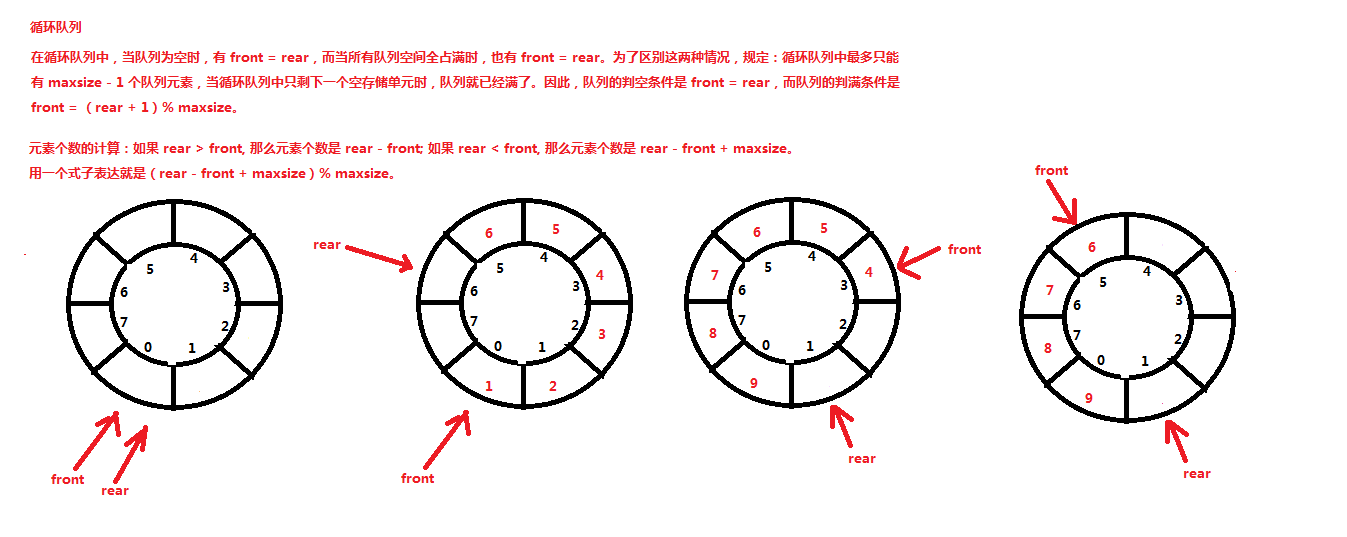 循环队列
在循环队列中，当队列为空时，有 front = rear，而当所有队列空间全占满时，也有 front = rear。为了区别这两种情况，规定：循环队列中最多只能
有 maxsize - 1 个队列元素，当循环队列中只剩下一个空存储单元时，队列就已经满了。因此，队列的判空条件是 front = rear，而队列的判满条件是
front = （rear + 1）% maxsize。
元素个数的计算：如果 rear > front, 那么元素个数是 rear - front; 如果 rear < front, 那么元素个数是 rear - front + maxsize。
用一个式子表达就是（rear - front + maxsize）% maxsize。
5 4
6 3
7 2
0 1
front
rear
rear
6 5
5 4
4
6 3
3
7 2
0 1
1 2
front
6 5
5 4
7 4
6 3
8
7 2
0 1
9
front
rear
front
6
5 4
7
6 3
8
7 2
0 1
9
rear